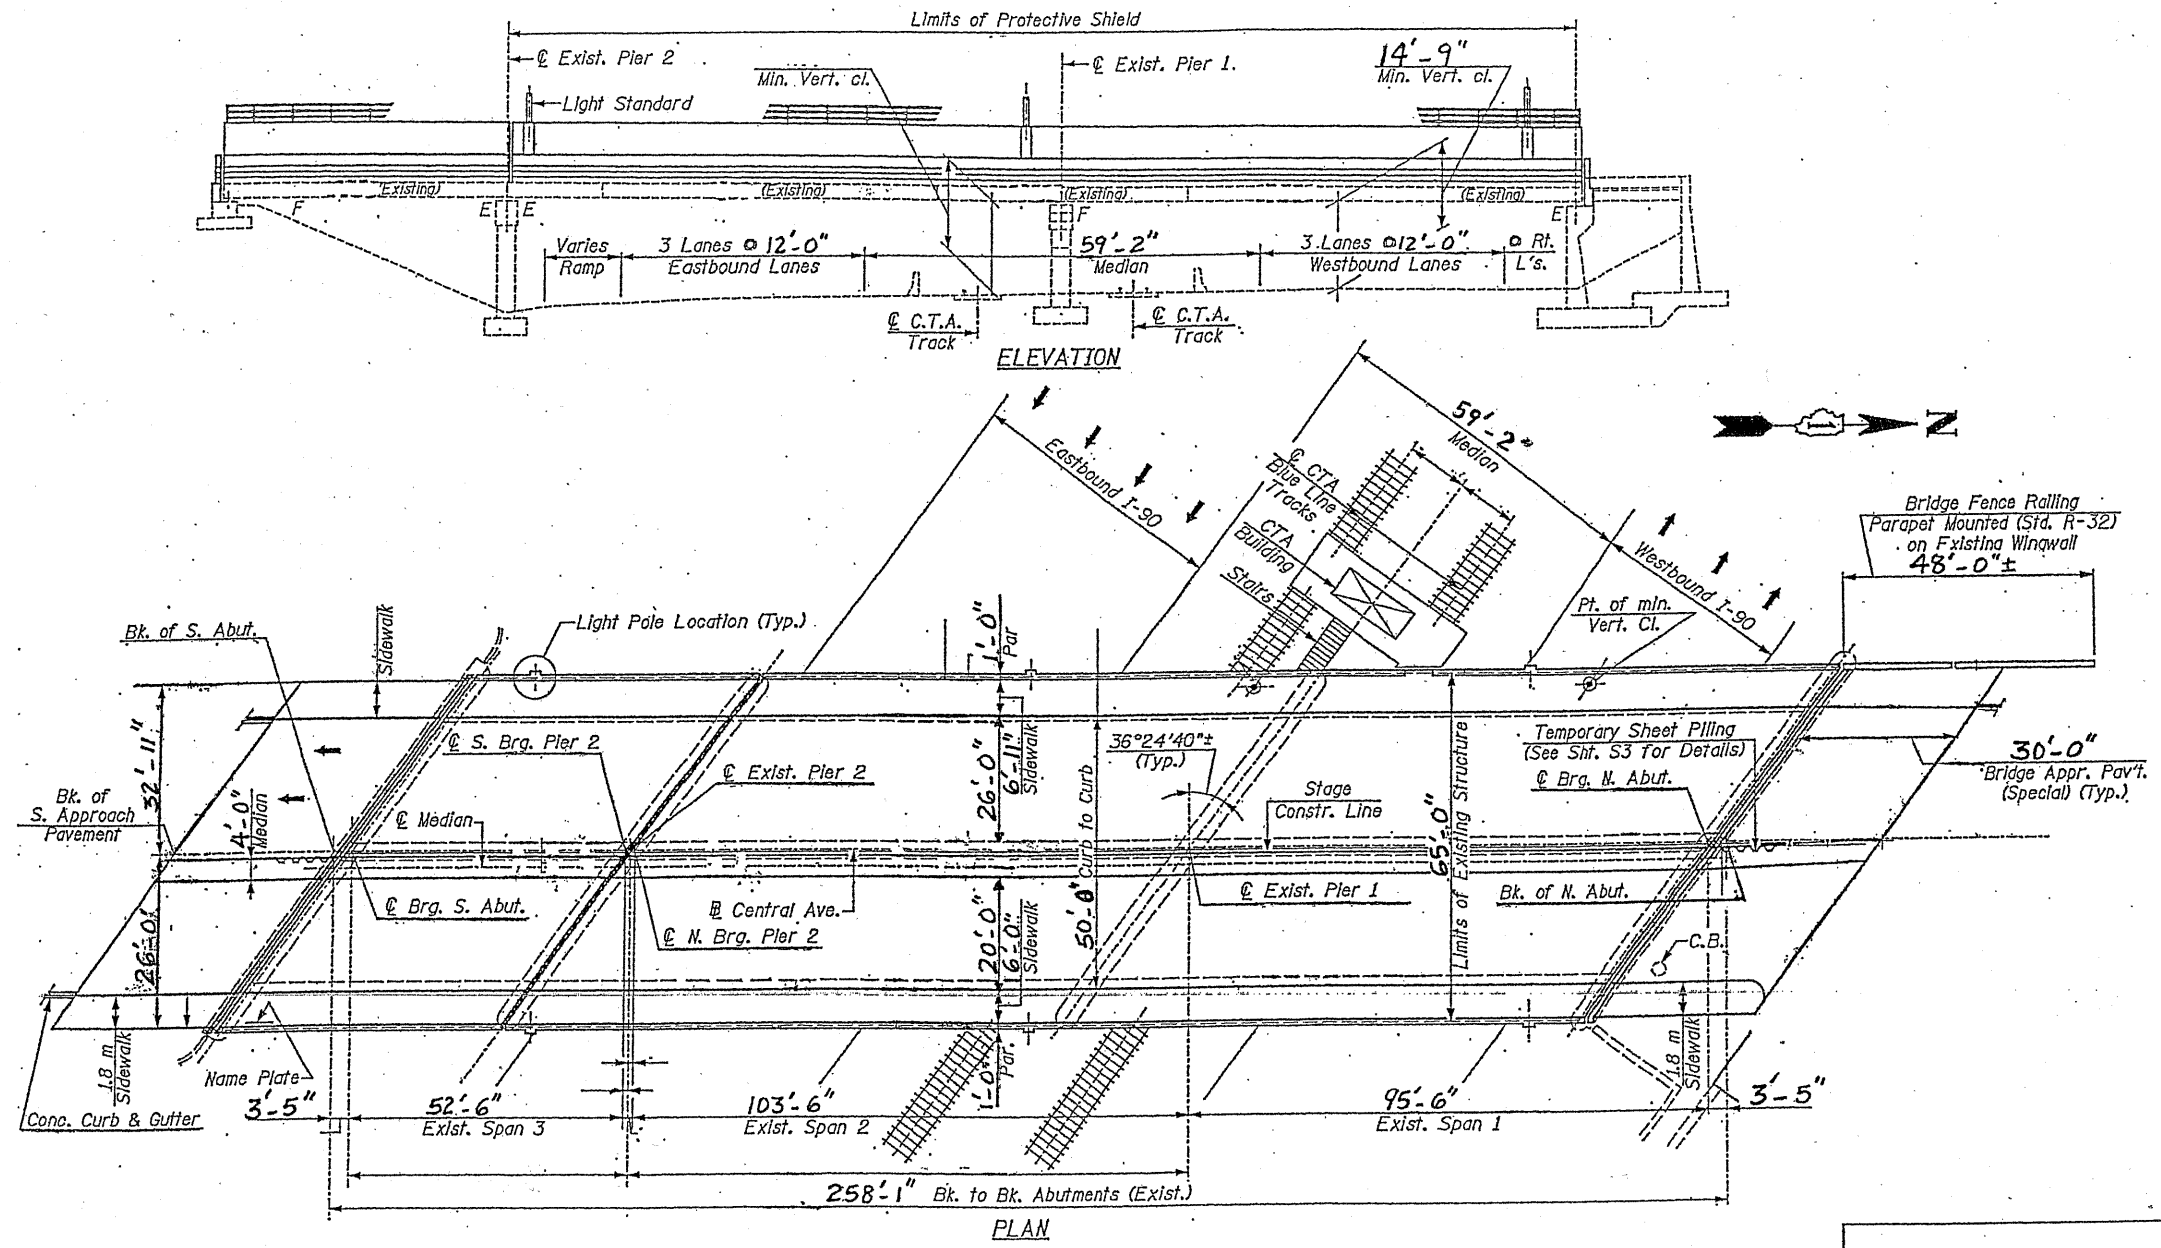 Limits of Protective Shield
℄ Exist. Pier 2
℄ Exist. Pier 1.
14'-9"
Min. Vert. cl.
Min. Vert. cl.
Light Standard
(Existing)
(Existing)
(Existing)
(Existing)
F
E
E
F
E
Varies
Ramp
3 Lanes @ 12'-0"
Eastbound Lanes
59'-2"
Median
3 Lanes @ 12'-0"
Westbound Lanes
@ Rt.
L's.
℄ C.T.A.
Track
℄ C.T.A.
Track
ELEVATION
59'-2"
Median
Eastbound I-90
℄ CTA
Blue Line
Tracks
CTA
Building
Stairs
Westbound I-90
1
N
Bridge Fence Railing
Parapet Mounted (Std. R-32)
on Existing Wingwall
48'-0"±
Pt. of min.
Vert. Cl.
Bk. of S. Abut.
Sidewalk
Light Pole Location (Typ.)
1'-0"
Par
32'-11"
℄ S. Brg. Pier 2
℄ Exist. Pier 2
26'-0"
6'-11"
Sidewalk
36°24'40"±
(Typ.)
Temporary Sheet Piling
(See Sht. S3 for Details)
℄ Brg. N. Abut.
30'-0"
Bridge Appr. Pav't.
(Special) (Typ.)
Bk. of
S. Approach
Pavement
4'-0"
Median
℄ Median
Stage
Constr. Line
50'-0" Curb to Curb
65'-0"
Limits of Existing Structure
26'-0"
℄ Brg. S. Abut.
℄ Central Ave.
℄ N. Brg. Pier 2
20'-0"
6'-0"
Sidewalk
℄ Exist. Pier 1
Bk. of N. Abut.
C.B.
1.8 m
Sidewalk
Name Plate
1'-0"
Par.
1.8 m
Sidewalk
Conc. Curb & Gutter
3'-5"
52'-6"
Exist. Span 3
103'-6"
Exist. Span 2
95'-6"
Exist. Span 1
3'-5"
258'-1" Bk. to Bk. Abutments (Exist.)
PLAN